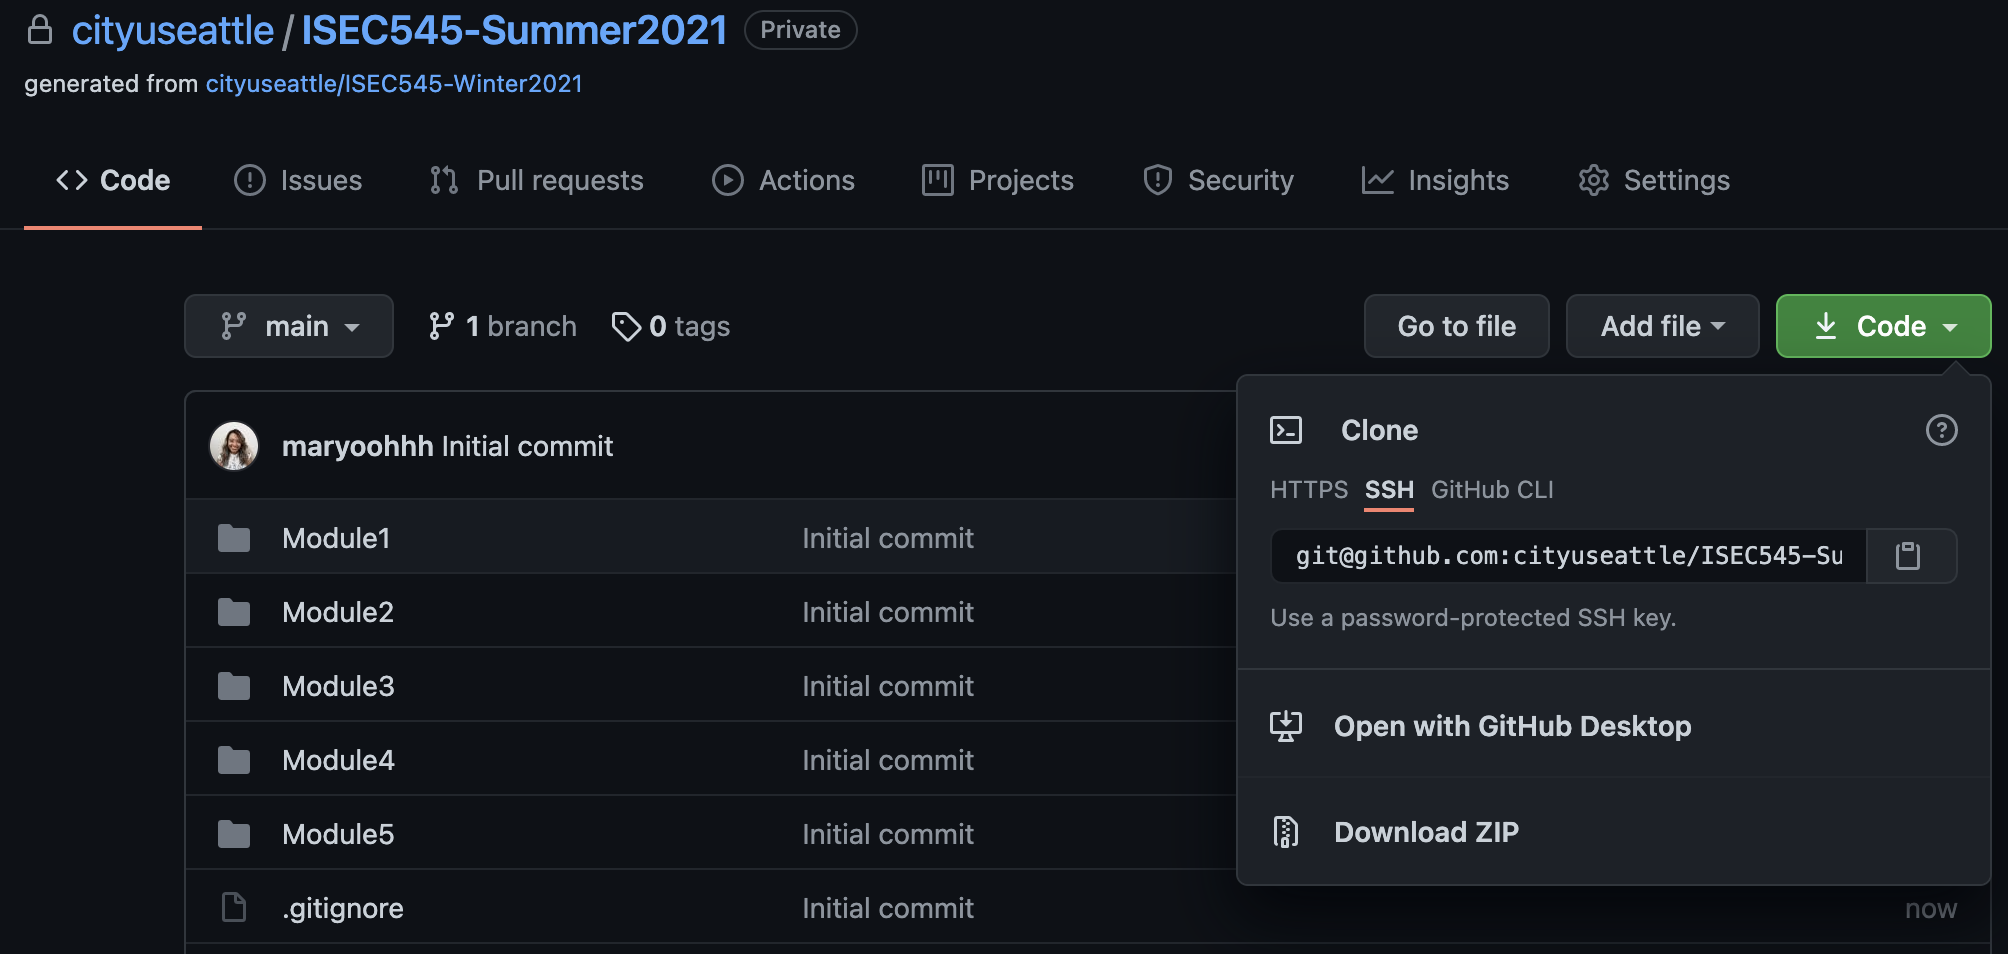 cityuseattle / ISEC545-Summer2021 Private
generated from cityuseattle/ISEC545-Winter2021
Code Issues Pull requests Actions Projects Security Insights Settings
main 1 branch 0 tags Go to file Add file Code
maryoohhh Initial commit
Module1 Initial commit
Module2 Initial commit
Module3 Initial commit
Module4 Initial commit
Module5 Initial commit
.gitignore Initial commit now
Clone
HTTPS SSH GitHub CLI
git@github.com:cityuseattle/ISEC545-Su
Use a password-protected SSH key.
Open with GitHub Desktop
Download ZIP